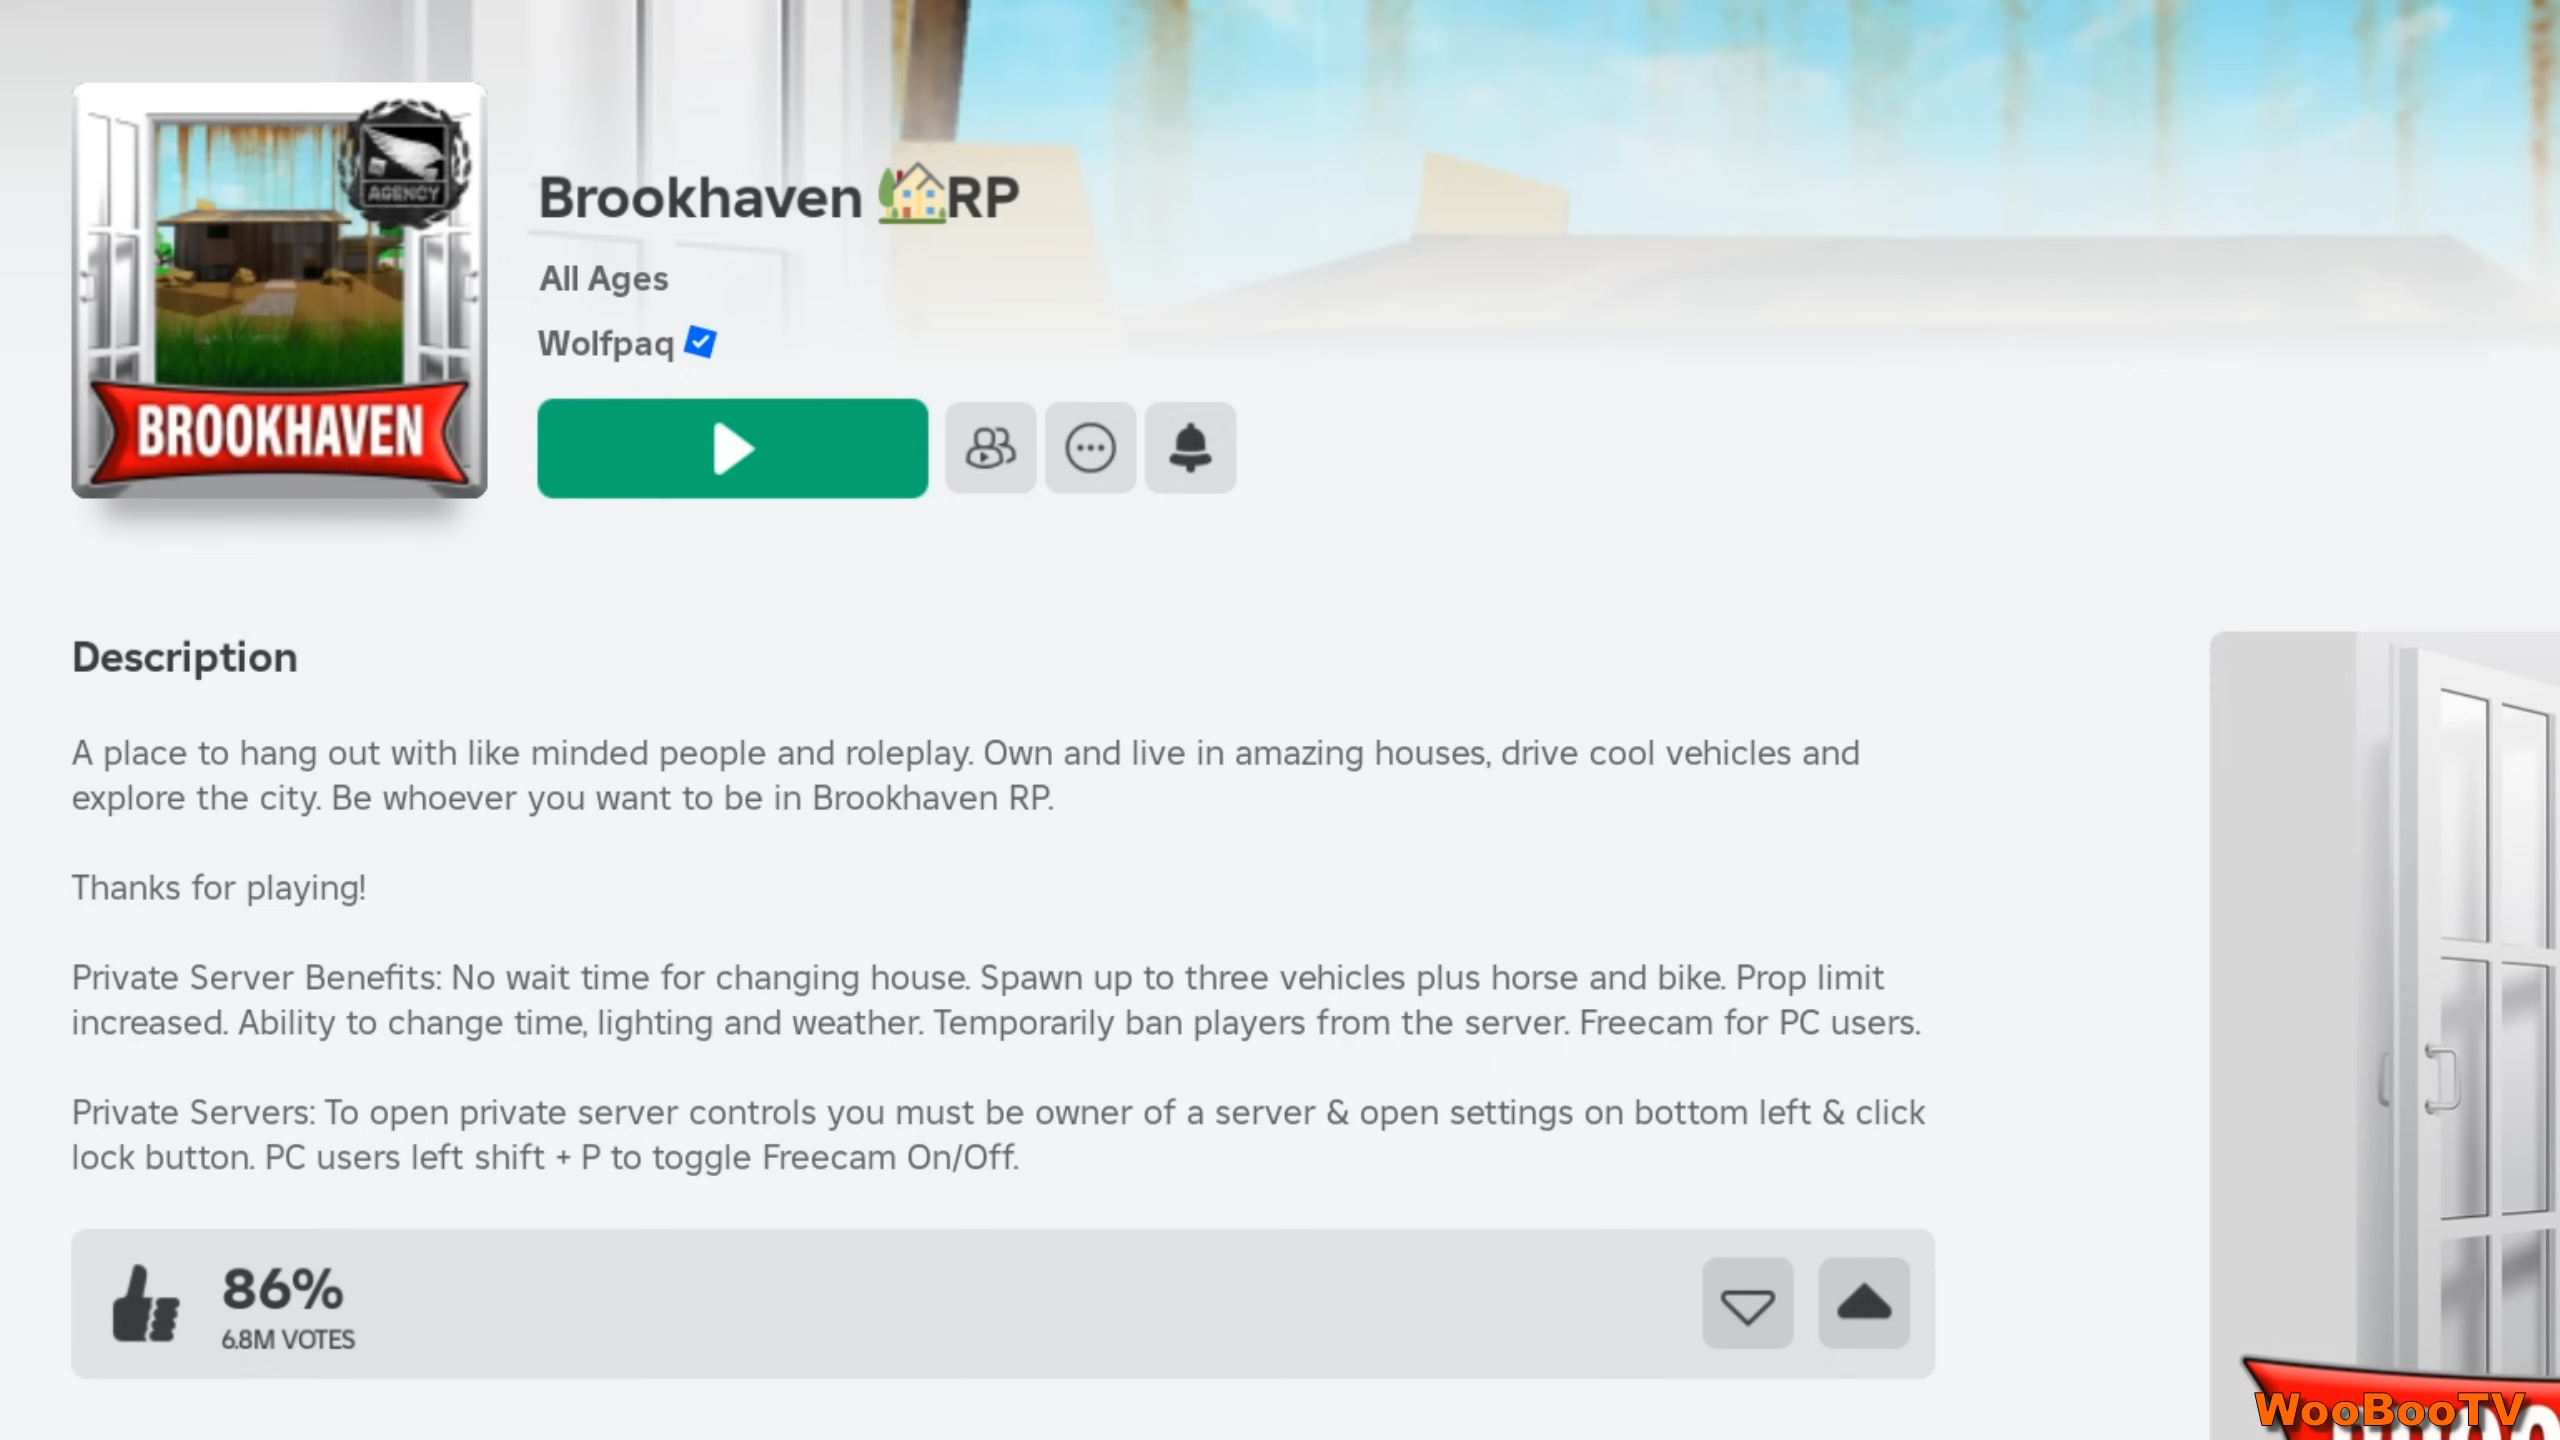 AGENCY
BROOKHAVEN
Brookhaven 🏡RP
All Ages
Wolfpaq
Description
A place to hang out with like minded people and roleplay. Own and live in amazing houses, drive cool vehicles and
explore the city. Be whoever you want to be in Brookhaven RP.
Thanks for playing!
Private Server Benefits: No wait time for changing house. Spawn up to three vehicles plus horse and bike. Prop limit
increased. Ability to change time, lighting and weather. Temporarily ban players from the server. Freecam for PC users.
Private Servers: To open private server controls you must be owner of a server & open settings on bottom left & click
lock button. PC users left shift + P to toggle Freecam On/Off.
86%
6.8M VOTES
WooBooTV